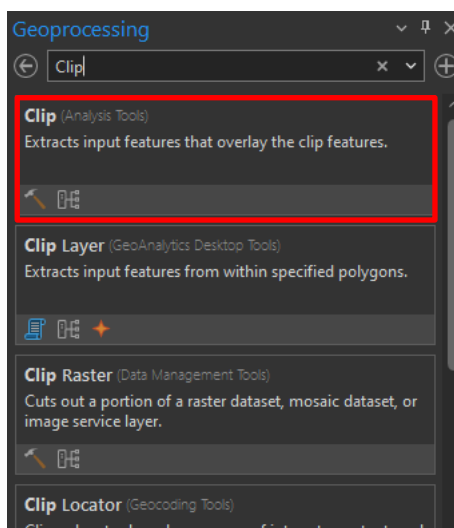 Geoprocessing
Clip
Clip (Analysis Tools)
Extracts input features that overlay the clip features.
Clip Layer (GeoAnalytics Desktop Tools)
Extracts input features from within specified polygons.
Clip Raster (Data Management Tools)
Cuts out a portion of a raster dataset, mosaic dataset, or
image service layer.
Clip Locator (Geocoding Tools)